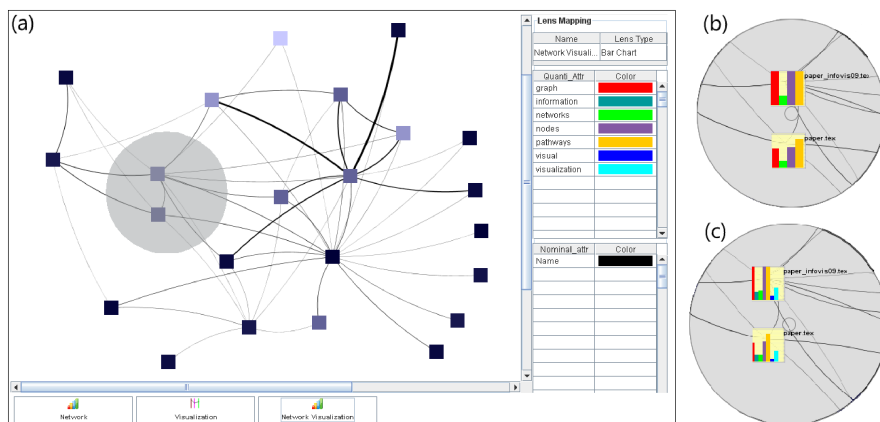 (a)
Lens Mapping
Name Lens Type
Network Visuali... Bar Chart
Quanti_Attr Color
graph
information
networks
nodes
pathways
visual
visualization
Nominal_attr Color
Name
Network Visualization Network Visualization
(b)
paper_infovis09.tex
paper.tex
(c)
paper_infovis09.tex
paper.tex